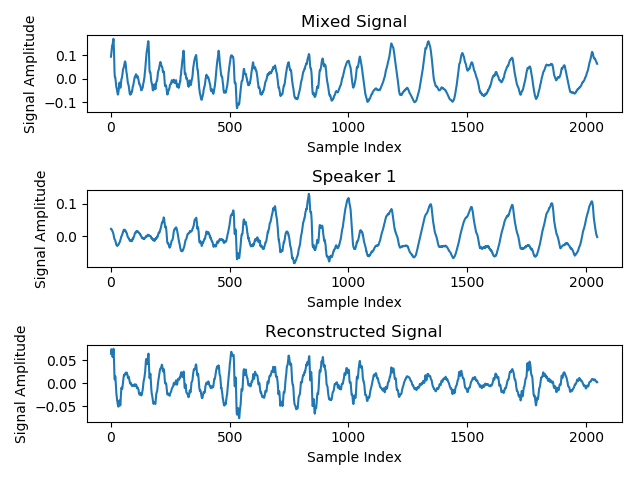 Mixed Signal
Signal Amplitude
0.1
0.0
−0.1
0 500 1000 1500 2000
Sample Index
Speaker 1
Signal Amplitude
0.1
0.0
0 500 1000 1500 2000
Sample Index
Reconstructed Signal
Signal Amplitude
0.05
0.00
−0.05
0 500 1000 1500 2000
Sample Index